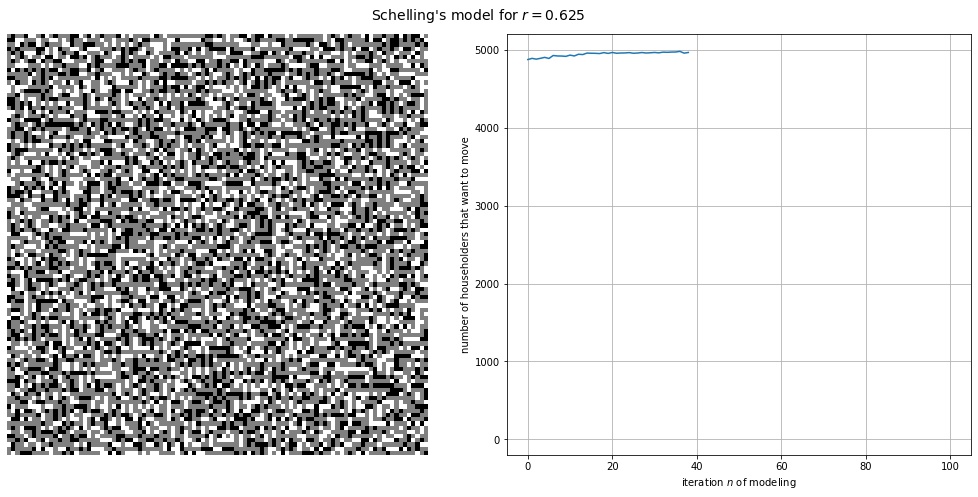 Schelling's model for r = 0.625
number of householders that want to move
5000
4000
3000
2000
1000
0
0 20 40 60 80 100
iteration n of modeling